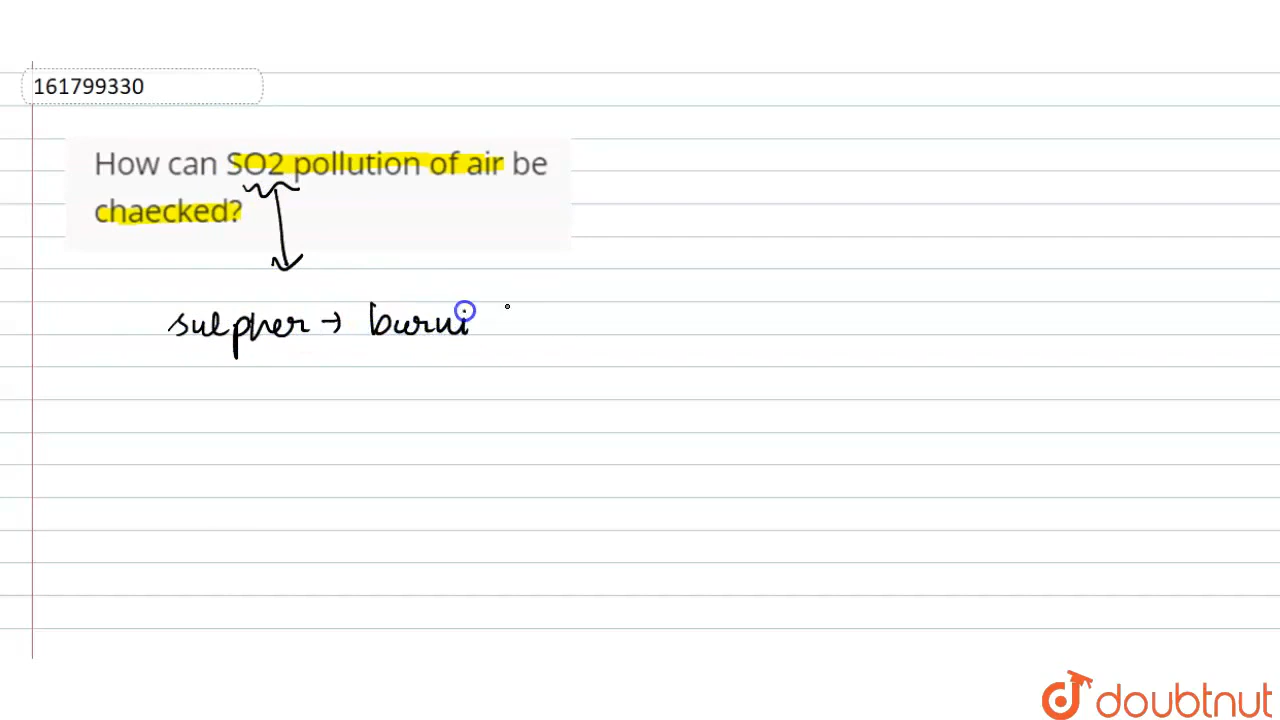 161799330
How can SO2 pollution of air be
chaecked?
sulpher → burni
doubtnut